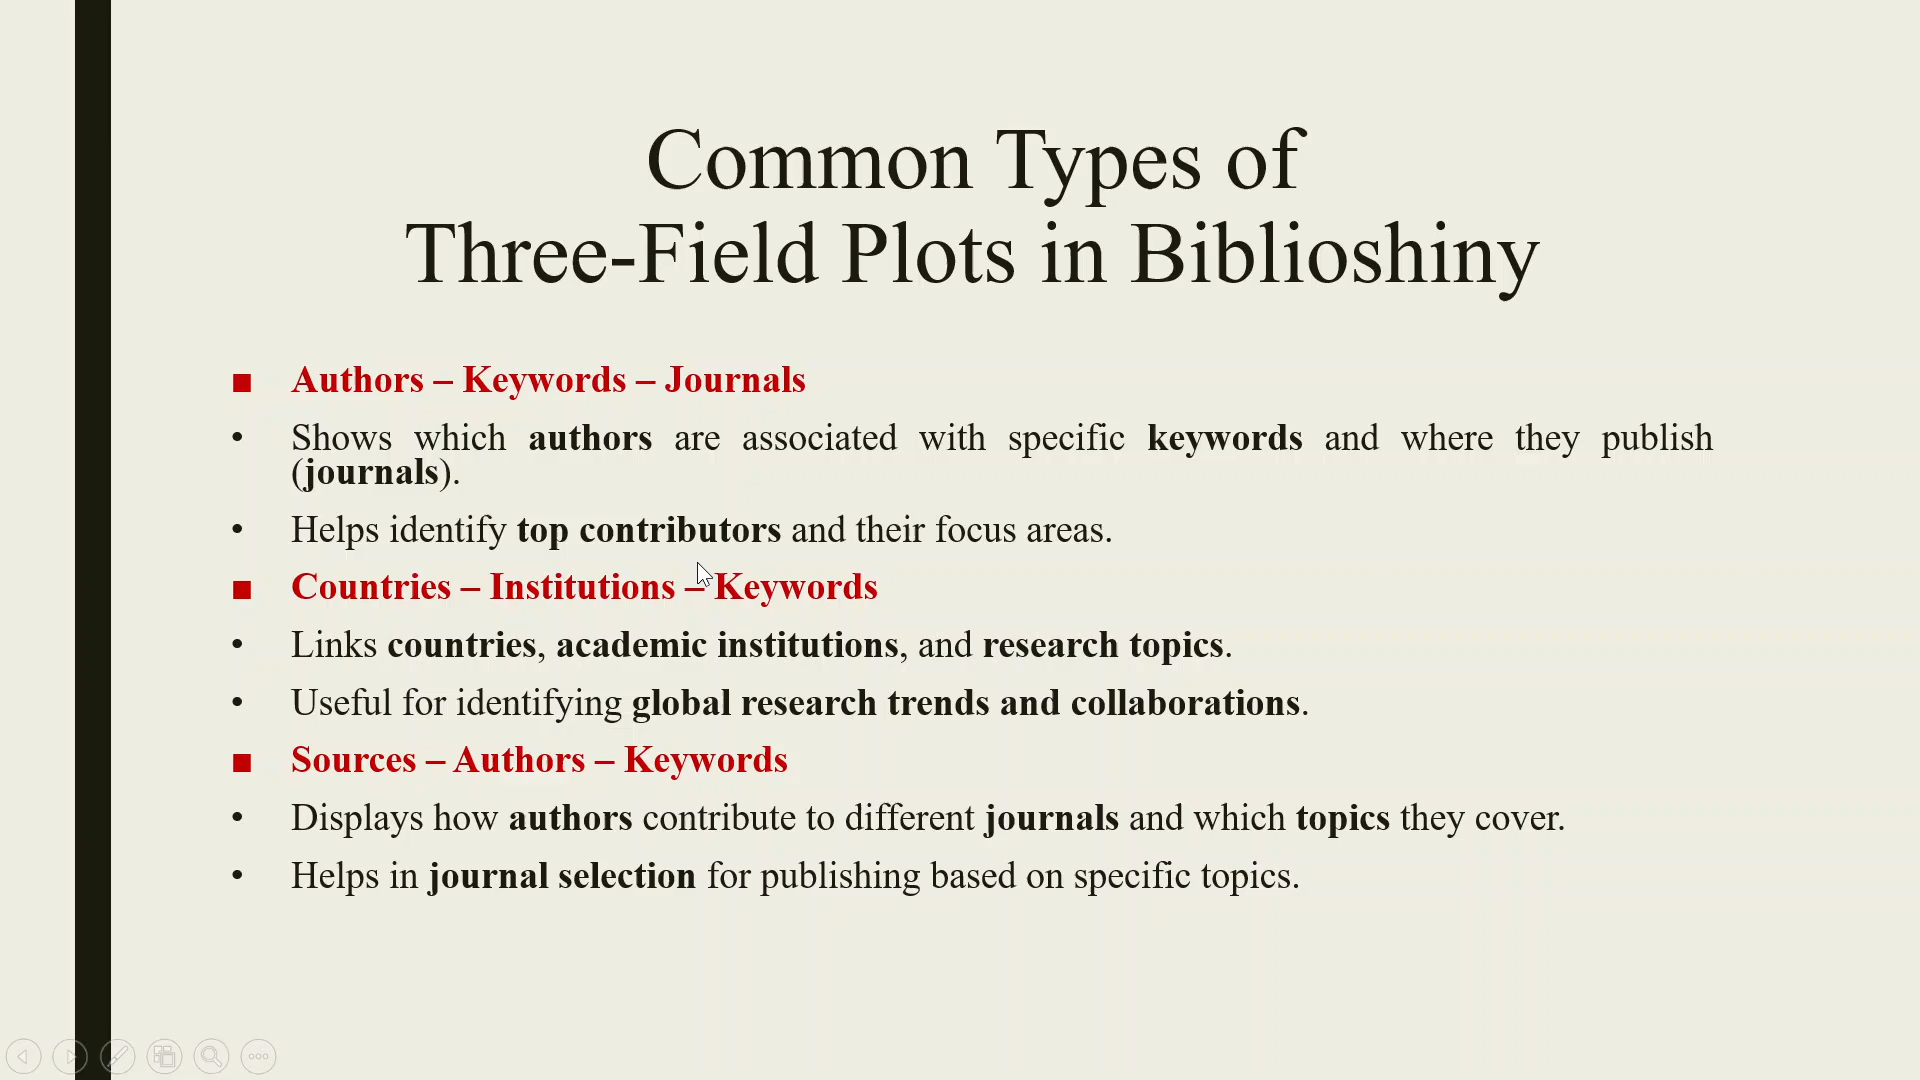 Common Types of
Three-Field Plots in Biblioshiny
■ Authors – Keywords – Journals
• Shows which authors are associated with specific keywords and where they publish
(journals).
• Helps identify top contributors and their focus areas.
■ Countries – Institutions – Keywords
• Links countries, academic institutions, and research topics.
• Useful for identifying global research trends and collaborations.
■ Sources – Authors – Keywords
• Displays how authors contribute to different journals and which topics they cover.
• Helps in journal selection for publishing based on specific topics.